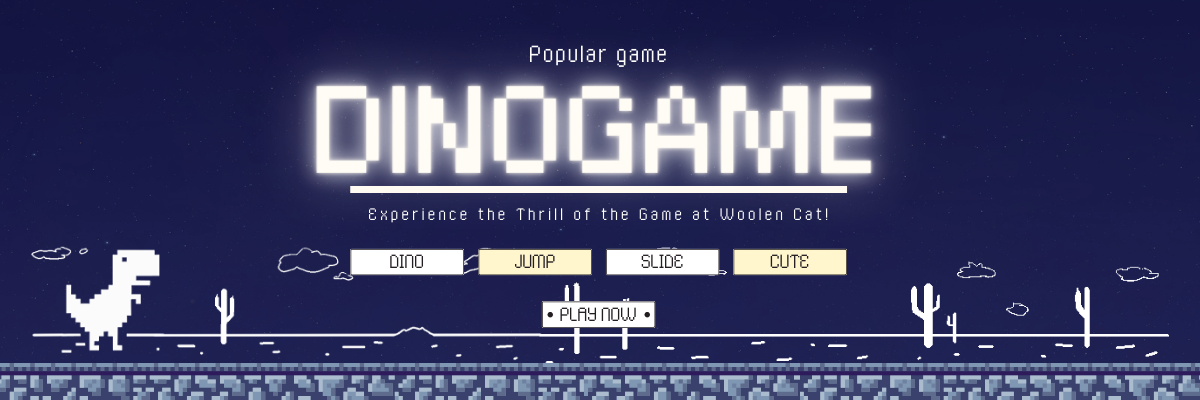 Popular game
DINOGAME
Experience the Thrill of the Game at Woolen Cat!
DINO JUMP SLIDE CUTE
• PLAY NOW •